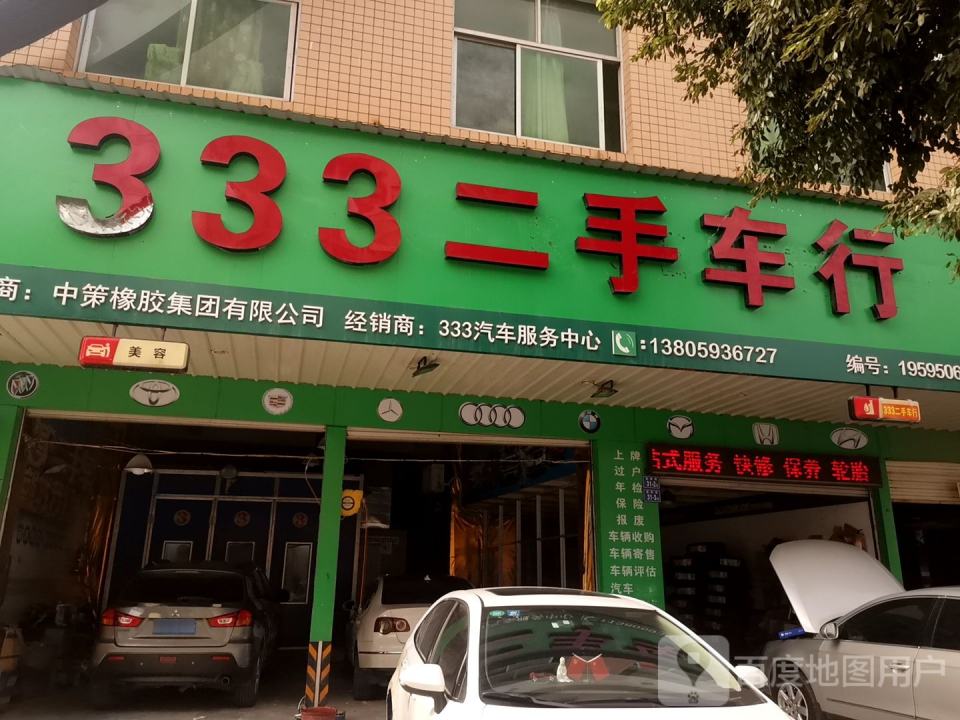 333二手车行
商：中策橡胶集团有限公司 经销商：333汽车服务中心 :13805936727 编号：1959506
美容
333二手车行
占式服务 快修 保养 轮胎
上牌
过户
年检
保险
报废
车辆收购
车辆寄售
车辆评估
汽车
百度地图用户